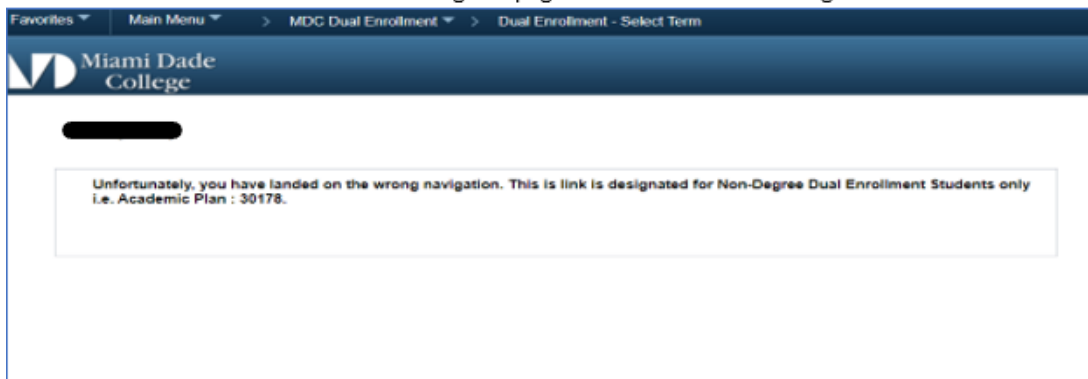 Favorites Main Menu > MDC Dual Enrollment > Dual Enrollment - Select Term
Miami Dade
College
Unfortunately, you have landed on the wrong navigation. This is link is designated for Non-Degree Dual Enrollment Students only
i.e. Academic Plan : 30178.